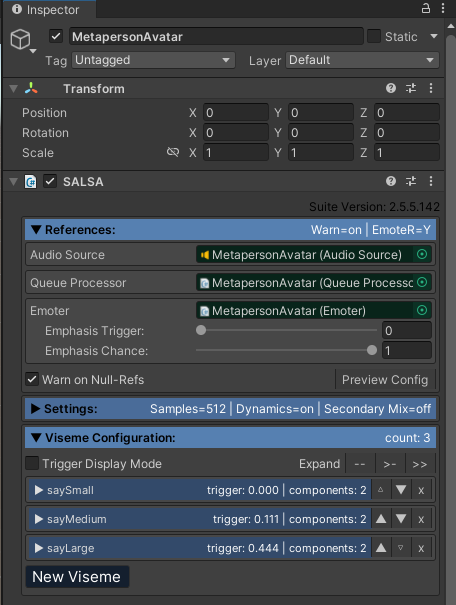 Inspector
MetapersonAvatar Static
Tag Untagged Layer Default
Transform
Position X 0 Y 0 Z 0
Rotation X 0 Y 0 Z 0
Scale X 1 Y 1 Z 1
SALSA
Suite Version: 2.5.5.142
References: Warn=on | EmoteR=Y
Audio Source MetapersonAvatar (Audio Source)
Queue Processor MetapersonAvatar (Queue Processo
Emoter MetapersonAvatar (Emoter)
Emphasis Trigger: 0
Emphasis Chance: 1
Warn on Null-Refs Preview Config
Settings: Samples=512 | Dynamics=on | Secondary Mix=off
Viseme Configuration: count: 3
Trigger Display Mode Expand -- >- >>
saySmall trigger: 0.000 | components: 2 x
sayMedium trigger: 0.111 | components: 2 x
sayLarge trigger: 0.444 | components: 2 x
New Viseme